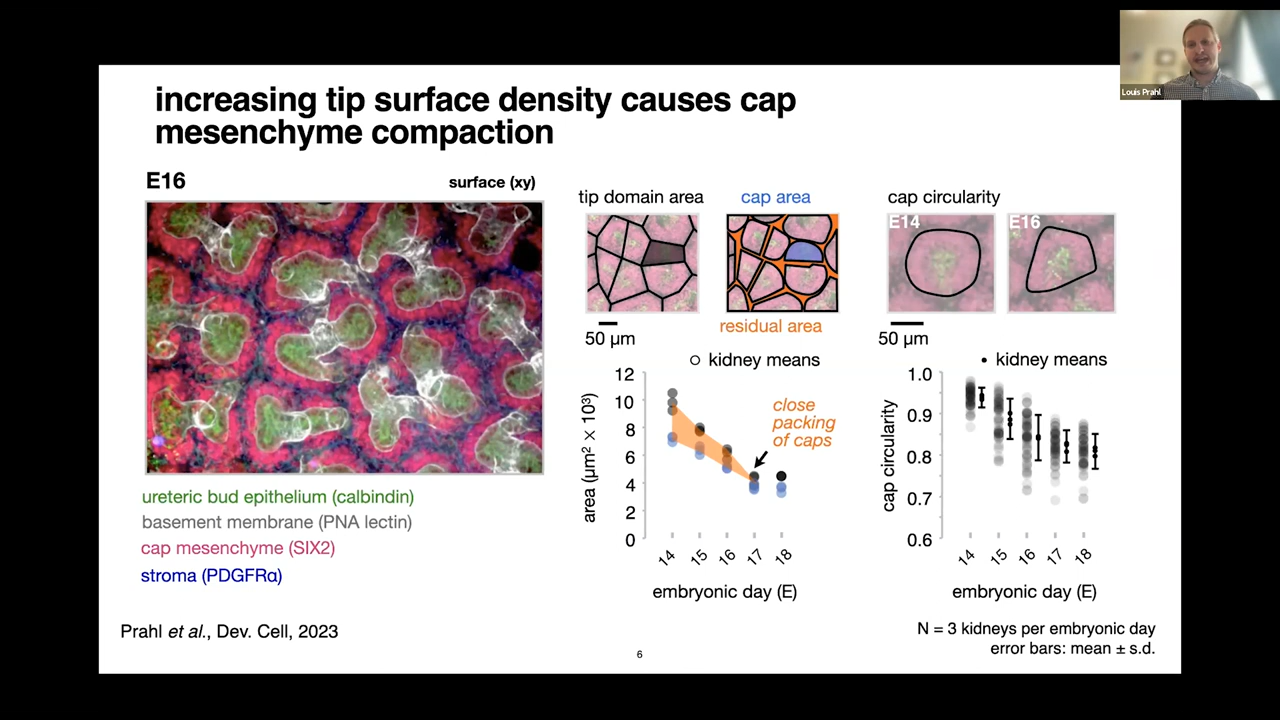 Louis Prahl
increasing tip surface density causes cap
mesenchyme compaction
E16
surface (xy)
ureteric bud epithelium (calbindin)
basement membrane (PNA lectin)
cap mesenchyme (SIX2)
stroma (PDGFRα)
tip domain area
cap area
residual area
50 µm
kidney means
area (µm² × 10³)
12
10
8
6
4
2
0
close
packing
of caps
14
15
16
17
18
embryonic day (E)
cap circularity
E14
E16
50 µm
kidney means
cap circularity
1.0
0.9
0.8
0.7
0.6
14
15
16
17
18
embryonic day (E)
Prahl et al., Dev. Cell, 2023
N = 3 kidneys per embryonic day
error bars: mean ± s.d.
6